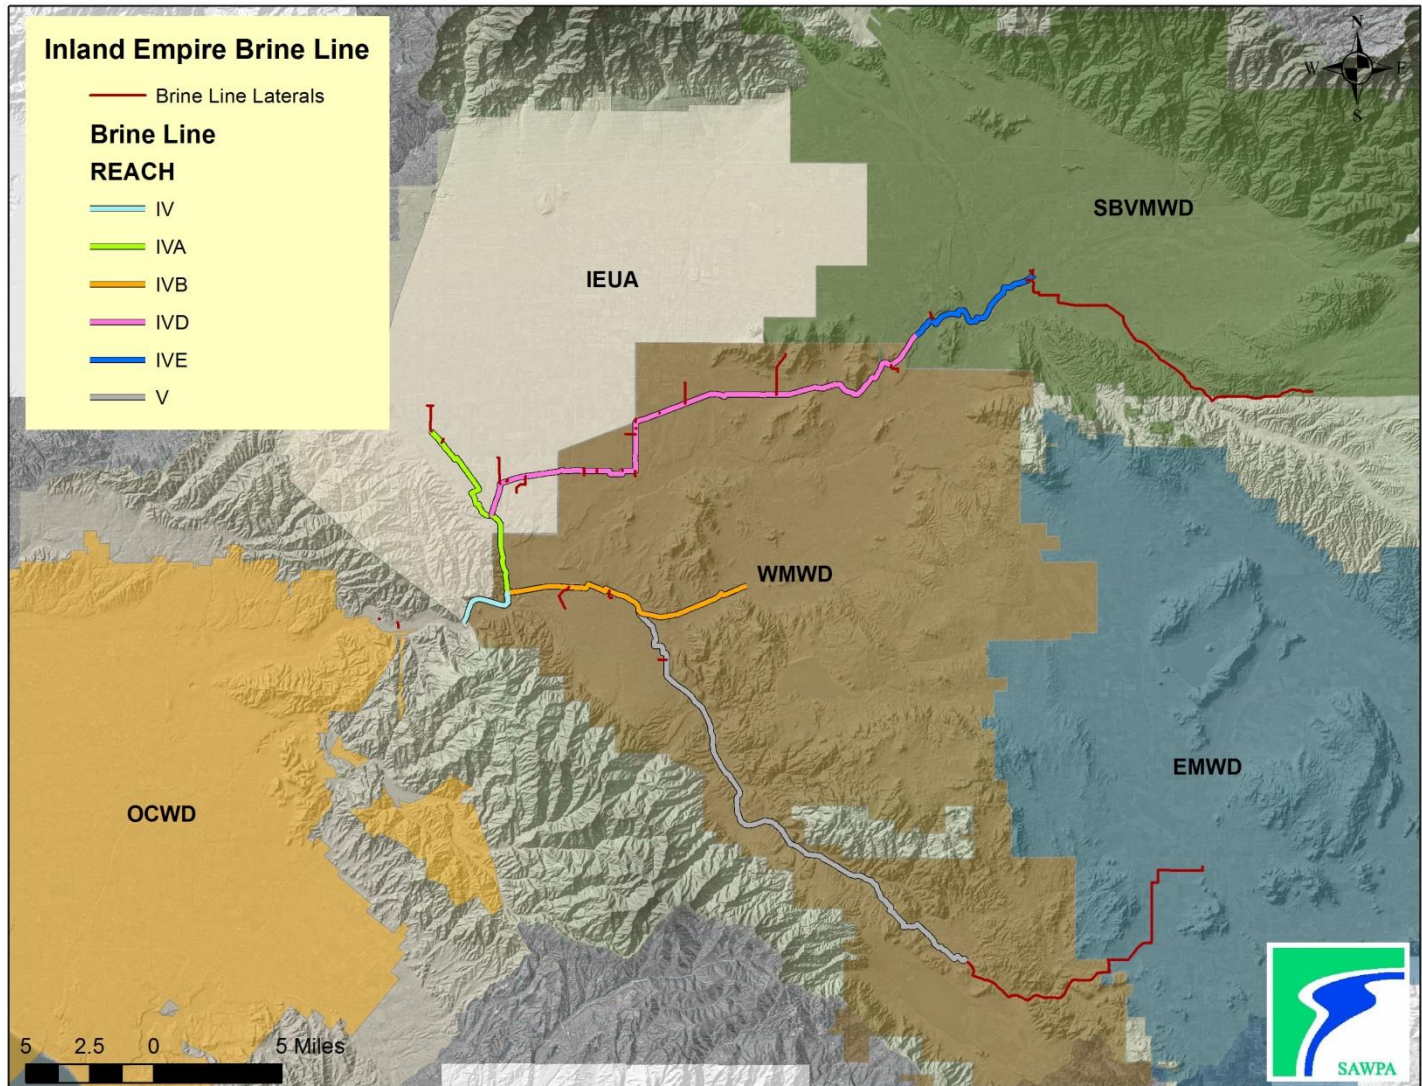 Inland Empire Brine Line
Brine Line Laterals
Brine Line
REACH
IV
IVA
IVB
IVD
IVE
V
N
W E
S
SBVMWD
IEUA
WMWD
EMWD
OCWD
5 2.5 0 5 Miles
SAWPA